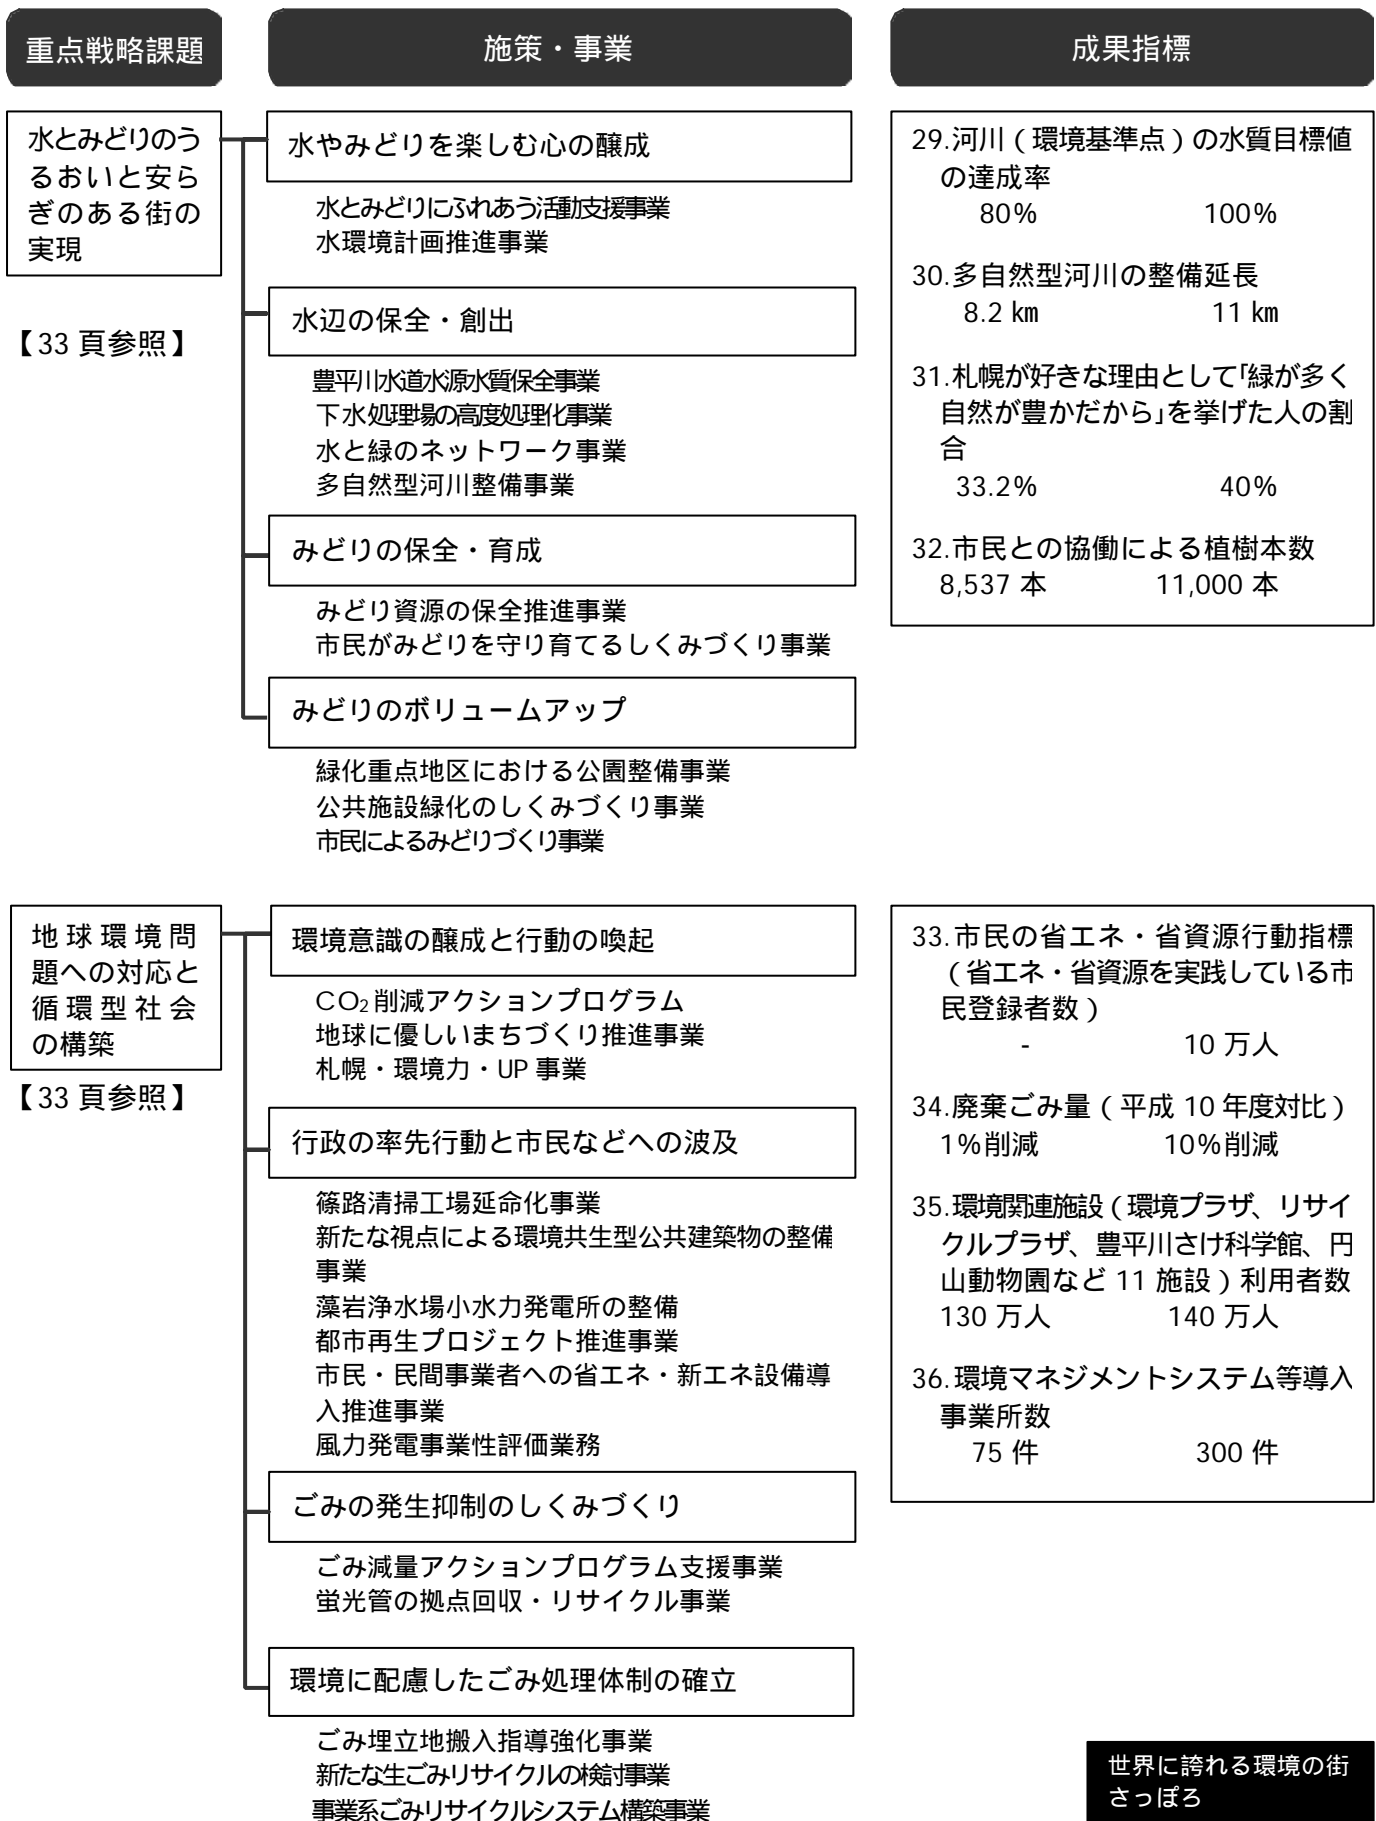 重点戦略課題
施策・事業
成果指標
水とみどりのう
るおいと安ら
ぎのある街の
実現
【33 頁参照】
水やみどりを楽しむ心の醸成
水とみどりにふれあう活動支援事業
水環境計画推進事業
水辺の保全・創出
豊平川水道水源水質保全事業
下水処理場の高度処理化事業
水と緑のネットワーク事業
多自然型河川整備事業
みどりの保全・育成
みどり資源の保全推進事業
市民がみどりを守り育てるしくみづくり事業
みどりのボリュームアップ
緑化重点地区における公園整備事業
公共施設緑化のしくみづくり事業
市民によるみどりづくり事業
29.河川(環境基準点)の水質目標値
の達成率
80% 100%
30.多自然型河川の整備延長
8.2 ㎞ 11 ㎞
31.札幌が好きな理由として｢緑が多く
自然が豊かだから｣を挙げた人の割
合
33.2% 40%
32.市民との協働による植樹本数
8,537 本 11,000 本
地球環境問
題への対応と
循環型社会
の構築
【33 頁参照】
環境意識の醸成と行動の喚起
CO2削減アクションプログラム
地球に優しいまちづくり推進事業
札幌・環境力・UP 事業
行政の率先行動と市民などへの波及
篠路清掃工場延命化事業
新たな視点による環境共生型公共建築物の整備
事業
藻岩浄水場小水力発電所の整備
都市再生プロジェクト推進事業
市民・民間事業者への省エネ・新エネ設備導
入推進事業
風力発電事業性評価業務
ごみの発生抑制のしくみづくり
ごみ減量アクションプログラム支援事業
蛍光管の拠点回収・リサイクル事業
環境に配慮したごみ処理体制の確立
ごみ埋立地搬入指導強化事業
新たな生ごみリサイクルの検討事業
事業系ごみリサイクルシステム構築事業
33.市民の省エネ・省資源行動指標
(省エネ・省資源を実践している市
民登録者数)
- 10 万人
34.廃棄ごみ量(平成 10 年度対比)
1%削減 10%削減
35.環境関連施設(環境プラザ、リサイ
クルプラザ、豊平川さけ科学館、円
山動物園など 11 施設)利用者数
130 万人 140 万人
36.環境マネジメントシステム等導入
事業所数
75 件 300 件
世界に誇れる環境の街
さっぽろ